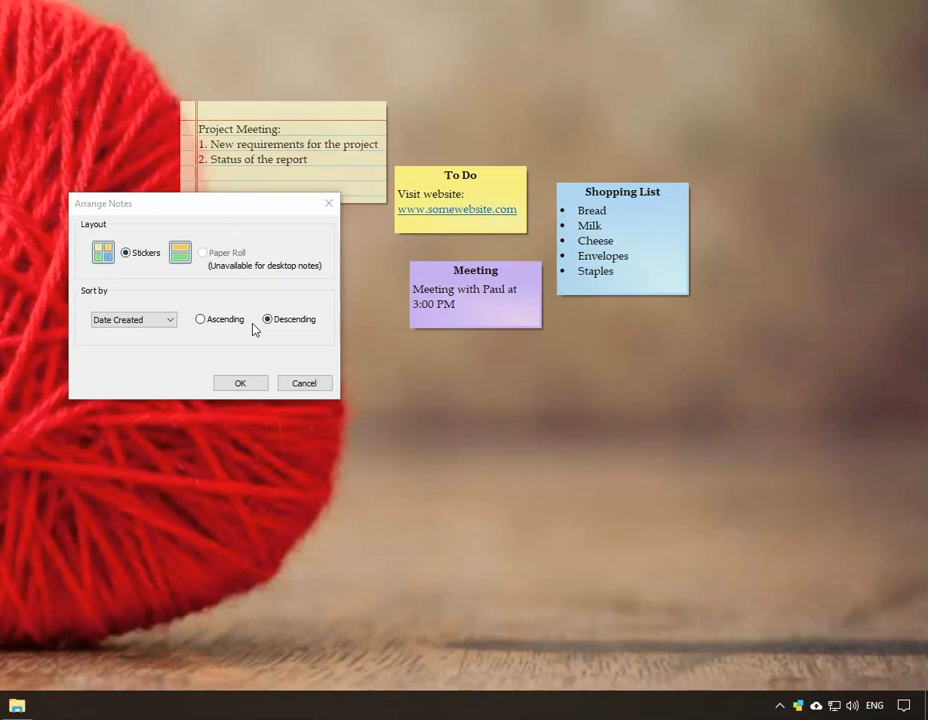 Project Meeting:
1. New requirements for the project
2. Status of the report
To Do
Visit website:
www.somewebsite.com
Shopping List
• Bread
• Milk
• Cheese
• Envelopes
• Staples
Meeting
Meeting with Paul at
3:00 PM
Arrange Notes
Layout
Stickers
Paper Roll
(Unavailable for desktop notes)
Sort by
Date Created
Ascending
Descending
OK
Cancel
ENG